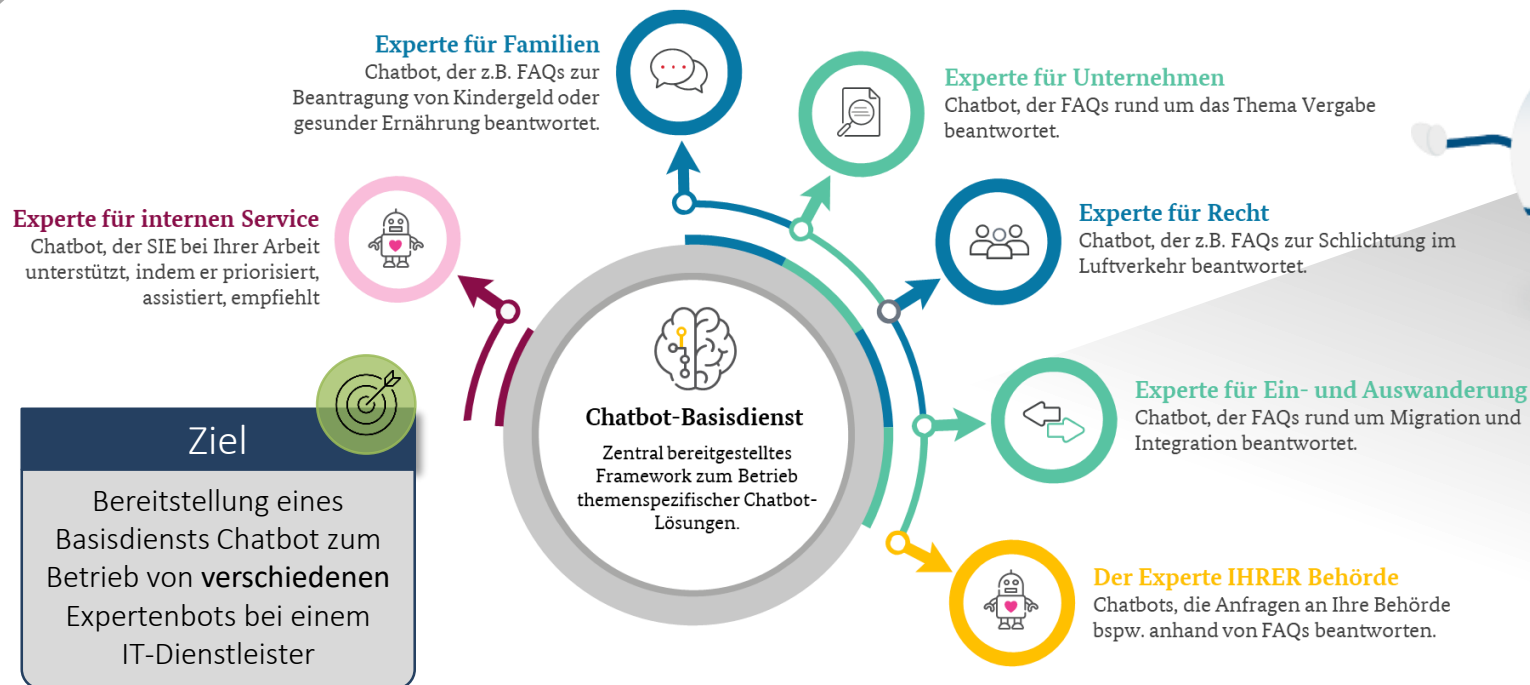 Experte für Familien
Chatbot, der z.B. FAQs zur
Beantragung von Kindergeld oder
gesunder Ernährung beantwortet.
Experte für Unternehmen
Chatbot, der FAQs rund um das Thema Vergabe
beantwortet.
Experte für internen Service
Chatbot, der SIE bei Ihrer Arbeit
unterstützt, indem er priorisiert,
assistiert, empfiehlt
Experte für Recht
Chatbot, der z.B. FAQs zur Schlichtung im
Luftverkehr beantwortet.
Chatbot-Basisdienst
Zentral bereitgestelltes
Framework zum Betrieb
themenspezifischer Chatbot-
Lösungen.
Experte für Ein- und Auswanderung
Chatbot, der FAQs rund um Migration und
Integration beantwortet.
Ziel
Bereitstellung eines
Basisdiensts Chatbot zum
Betrieb von verschiedenen
Expertenbots bei einem
IT-Dienstleister
Der Experte IHRER Behörde
Chatbots, die Anfragen an Ihre Behörde
bspw. anhand von FAQs beantworten.